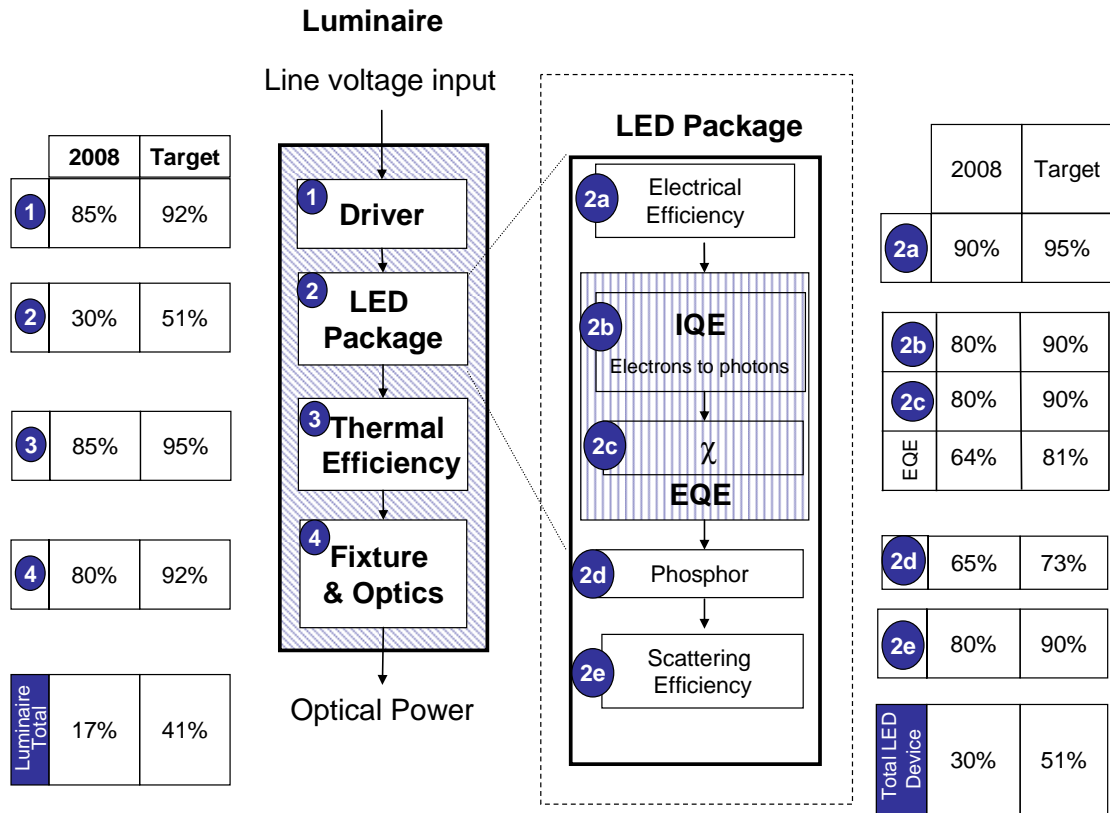 Luminaire
Line voltage input
2008 Target
1 85% 92%
2 30% 51%
3 85% 95%
4 80% 92%
Luminaire
Total
17% 41%
1
Driver
2
LED
Package
3
Thermal
Efficiency
4
Fixture
& Optics
Optical Power
LED Package
2a
Electrical
Efficiency
2b
IQE
Electrons to photons
2c
χ
EQE
2d
Phosphor
2e
Scattering
Efficiency
2008 Target
2a 90% 95%
2b 80% 90%
2c 80% 90%
EQE 64% 81%
2d 65% 73%
2e 80% 90%
Total LED
Device
30% 51%